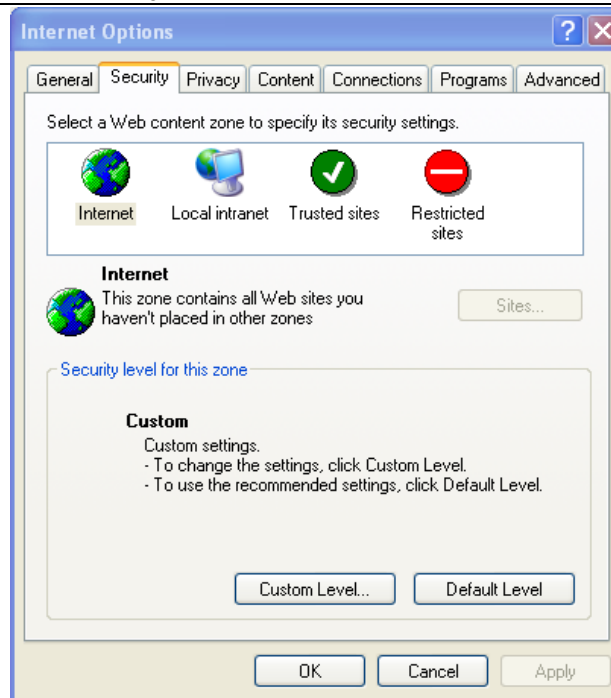 Internet Options
General Security Privacy Content Connections Programs Advanced
Select a Web content zone to specify its security settings.
Internet Local intranet Trusted sites Restricted
sites
Internet
This zone contains all Web sites you
haven't placed in other zones
Sites...
Security level for this zone
Custom
Custom settings.
- To change the settings, click Custom Level.
- To use the recommended settings, click Default Level.
Custom Level... Default Level
OK Cancel Apply